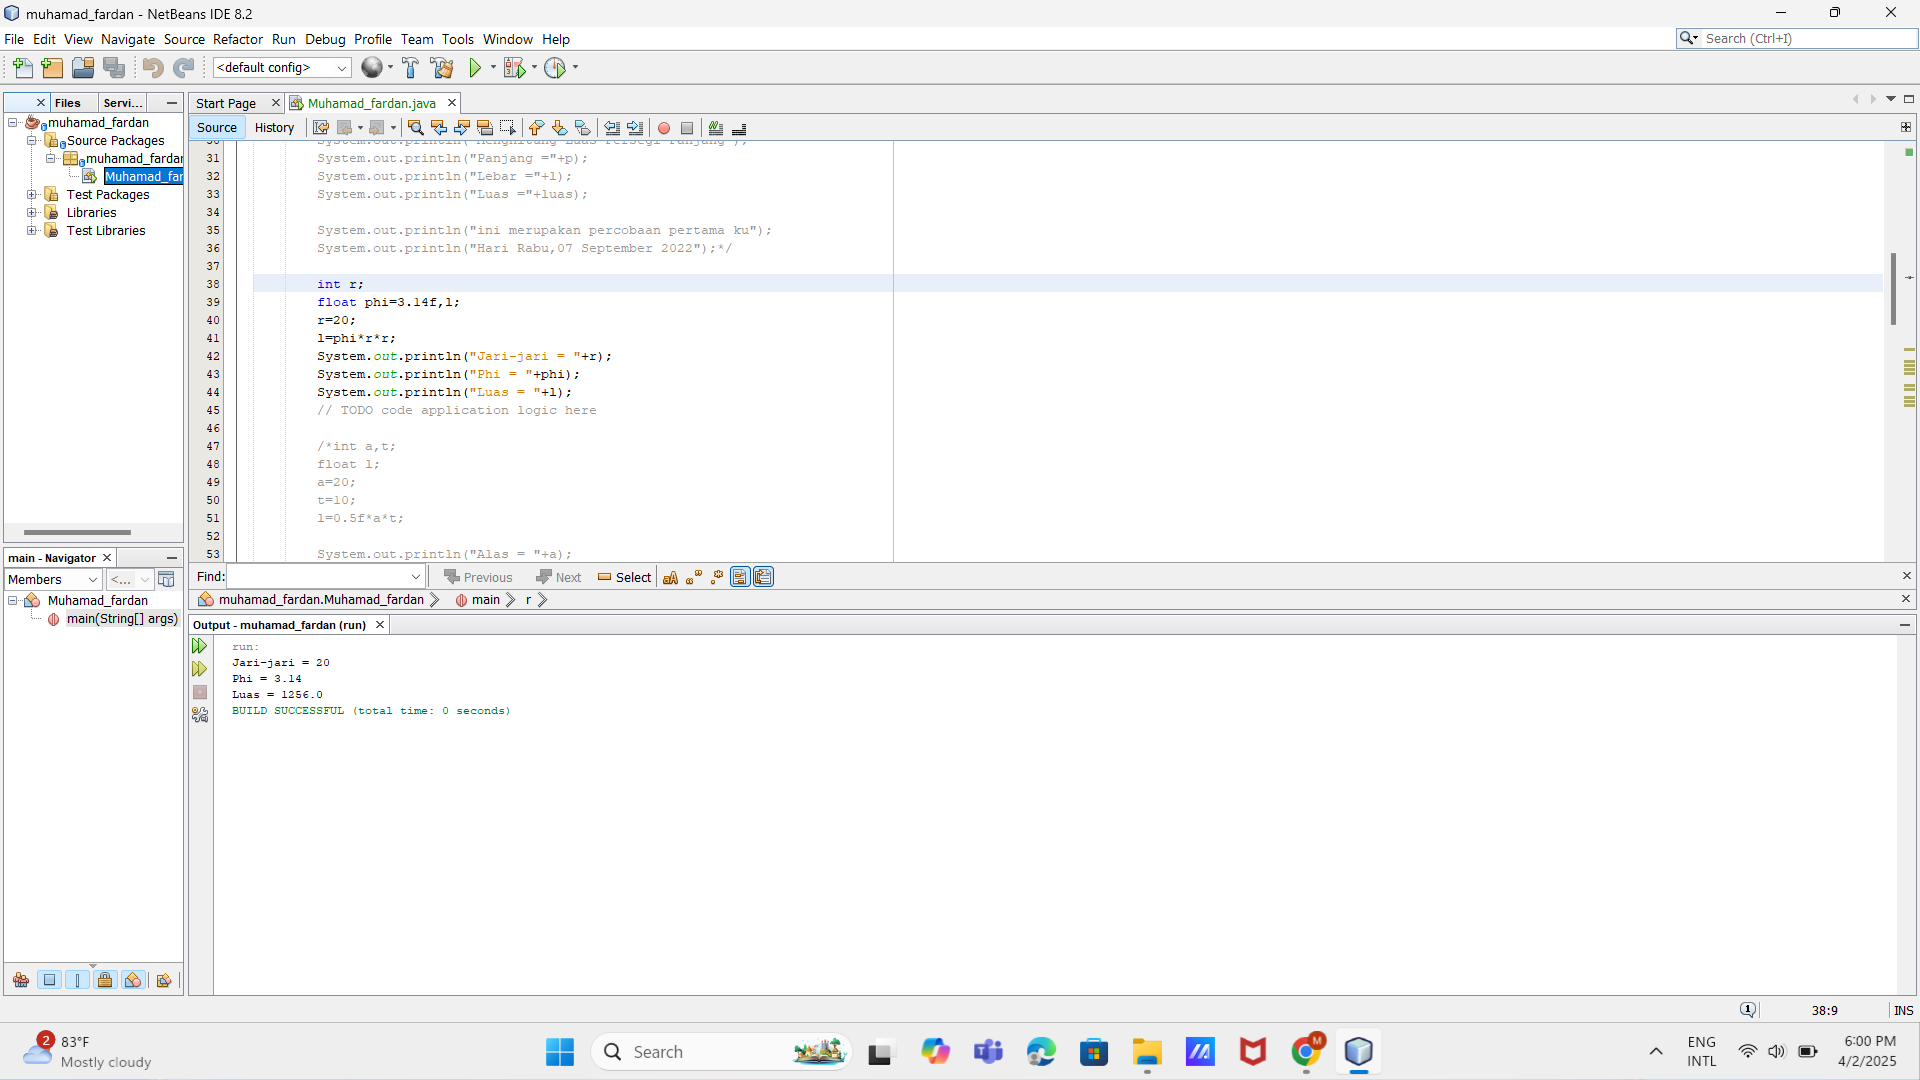 muhamad_fardan - NetBeans IDE 8.2
File Edit View Navigate Source Refactor Run Debug Profile Team Tools Window Help
Search (Ctrl+I)
<default config>
Files
Servi...
Start Page
Muhamad_fardan.java
Source
History
muhamad_fardan
Source Packages
muhamad_fardan
Muhamad_far
Test Packages
Libraries
Test Libraries
30 System.out.println("Menghitung Luas Persegi Panjang");
31 System.out.println("Panjang ="+p);
32 System.out.println("Lebar ="+l);
33 System.out.println("Luas ="+luas);
34
35 System.out.println("ini merupakan percobaan pertama ku");
36 System.out.println("Hari Rabu,07 September 2022");*/
37
38 int r;
39 float phi=3.14f,l;
40 r=20;
41 l=phi*r*r;
42 System.out.println("Jari-jari = "+r);
43 System.out.println("Phi = "+phi);
44 System.out.println("Luas = "+l);
45 // TODO code application logic here
46
47 /*int a,t;
48 float l;
49 a=20;
50 t=10;
51 l=0.5f*a*t;
52
53 System.out.println("Alas = "+a);
Find:
Previous
Next
Select
muhamad_fardan.Muhamad_fardan
main
r
main - Navigator
Members
<...
Muhamad_fardan
main(String[] args)
Output - muhamad_fardan (run)
run:
Jari-jari = 20
Phi = 3.14
Luas = 1256.0
BUILD SUCCESSFUL (total time: 0 seconds)
1
38:9
INS
2
83°F
Mostly cloudy
Search
M
ENG
INTL
6:00 PM
4/2/2025